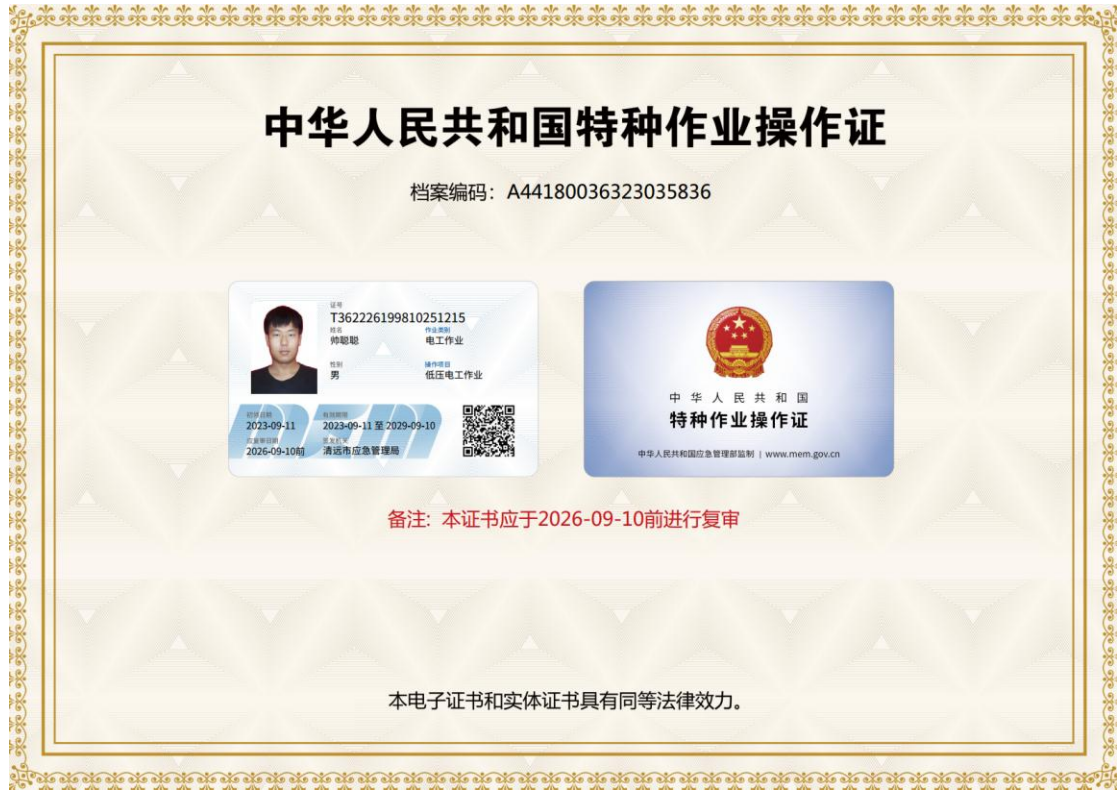 中华人民共和国特种作业操作证
档案编码：A44180036323035836
证号
T362226199810251215
姓名 作业类别
帅聪聪 电工作业
性别 操作项目
男 低压电工作业
初领日期 有效期限
2023-09-11 2023-09-11 至 2029-09-10
应复审日期 签发机关
2026-09-10前 清远市应急管理局
中华人民共和国
特种作业操作证
中华人民共和国应急管理部监制 | www.mem.gov.cn
备注: 本证书应于2026-09-10前进行复审
本电子证书和实体证书具有同等法律效力。